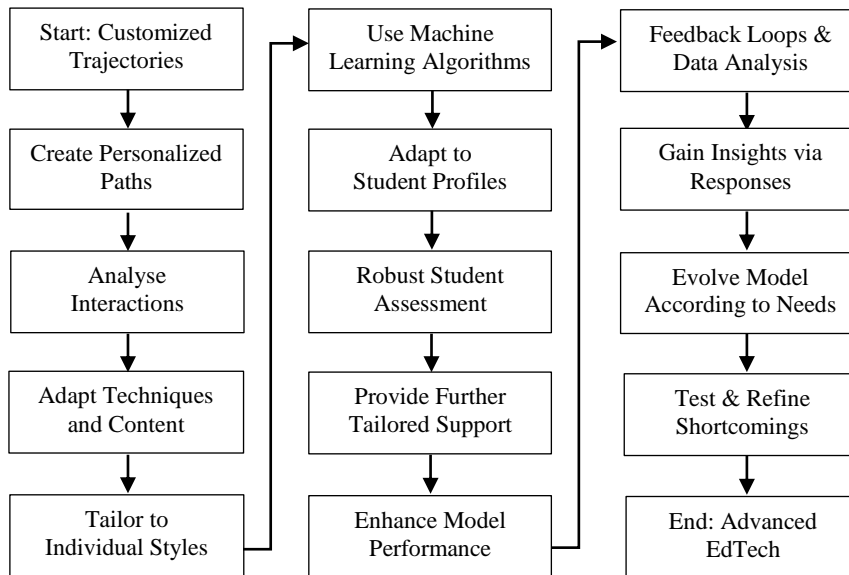 Start: Customized
Trajectories
Create Personalized
Paths
Analyse
Interactions
Adapt Techniques
and Content
Tailor to
Individual Styles
Use Machine
Learning Algorithms
Adapt to
Student Profiles
Robust Student
Assessment
Provide Further
Tailored Support
Enhance Model
Performance
Feedback Loops &
Data Analysis
Gain Insights via
Responses
Evolve Model
According to Needs
Test & Refine
Shortcomings
End: Advanced
EdTech